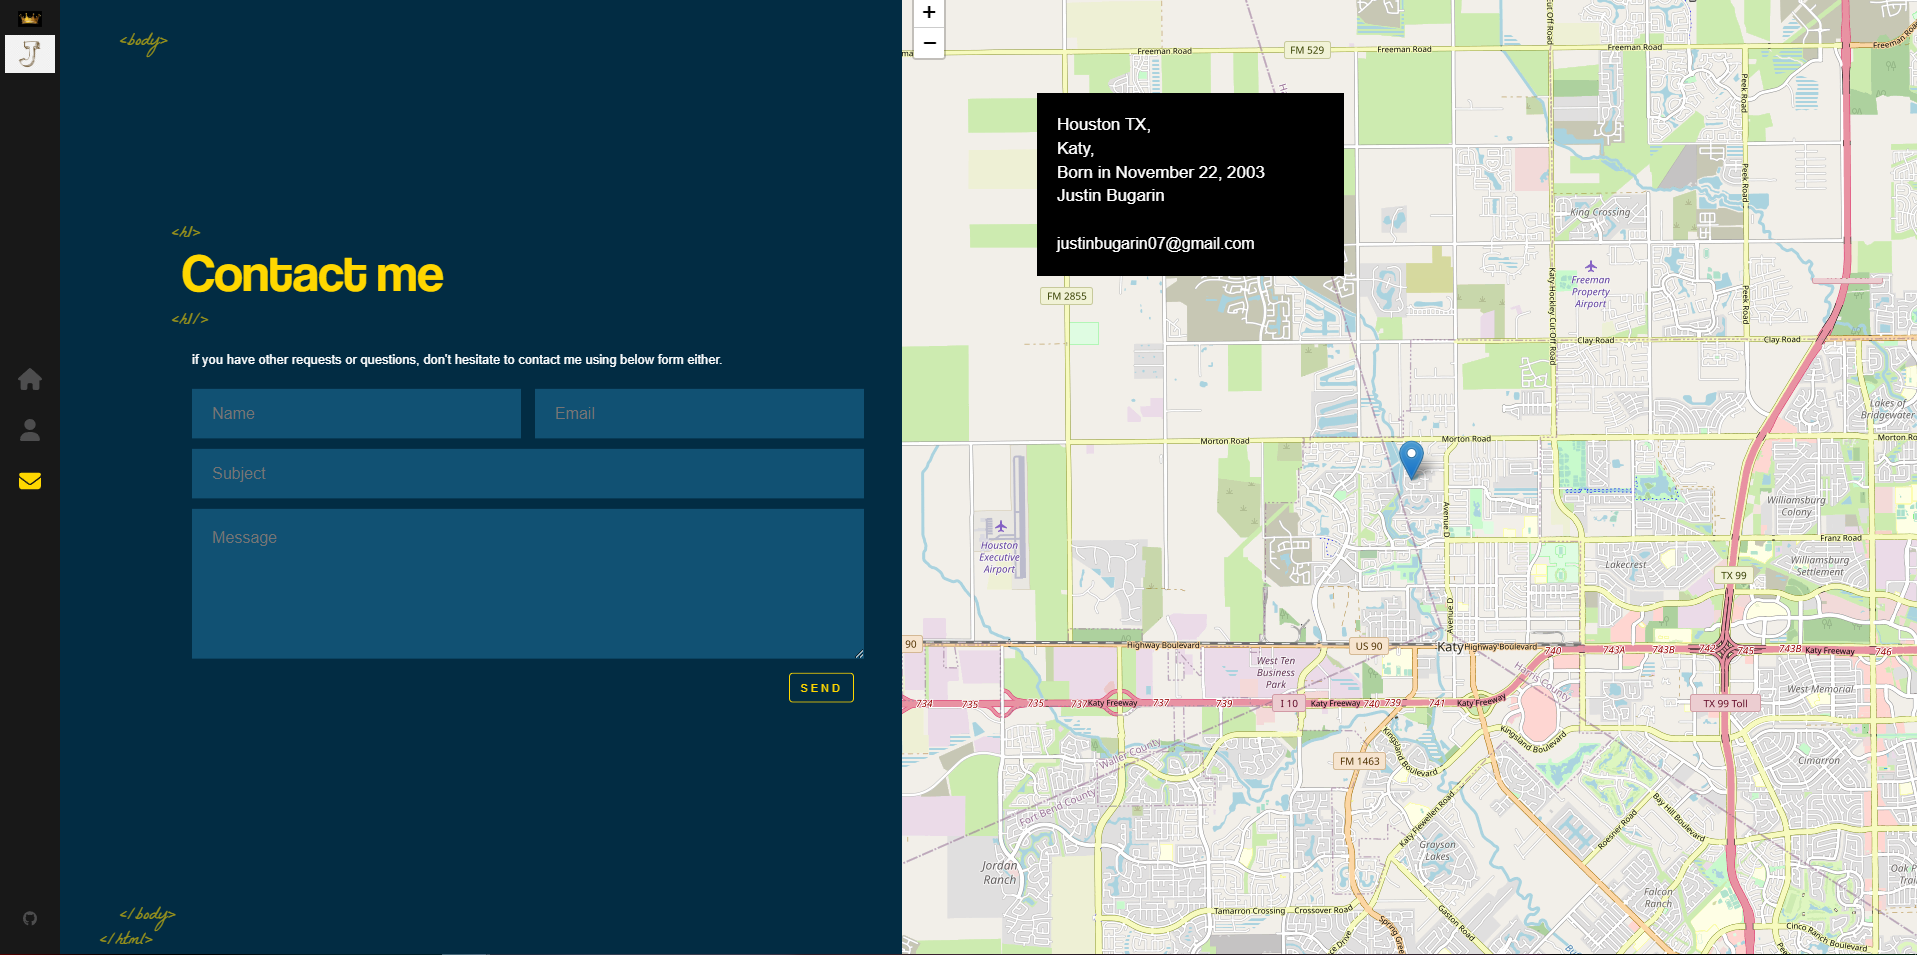 J
<body>
<h1>
Contact me
<h1/>
if you have other requests or questions, don't hesitate to contact me using below form either.
Name
Email
Subject
Message
SEND
</body>
</html>
+
−
Houston TX,
Katy,
Born in November 22, 2003
Justin Bugarin
justinbugarin07@gmail.com
Freeman Road
FM 529
Freeman Road
Freeman Road
Freeman Road
Cut Off Road
Peek Road
Peek Road
Peek Road
King Crossing
Freeman
Property
Airport
Katy Hockley Cut Off Road
FM 2855
Clay Road
Clay Road
Lakes of
Bridgewater
Morton Road
Morton Road
Morton Ro
Houston
Executive
Airport
Avenue D
Avenue D
Williamsburg
Colony
Franz Road
Williamsburg
Settlement
Lakecrest
TX 99
90
Highway Boulevard
US 90
Katy
Highway Boulevard
740
743A
743B
742
745
743B
Katy Freeway
746
West Ten
Business
Park
Harris County
West Memorial
734
735
735
737
Katy Freeway
737
739
I 10
Katy Freeway
740
739
741
Katy Freeway
TX 99 Toll
Kingsland Boulevard
Kingsland Boulevard
Waller County
Fort Bend County
FM 1463
Cimarron
Katy Flewellen Road
Bay Hill Boulevard
Roesner Road
Grayson
Lakes
Jordan
Ranch
Falcon
Ranch
Oak P
Trai
Tamarron Crossing
Crossover Road
Gaston Road
Spring Gree
ce Drive
Cinco Ranch Boulevard